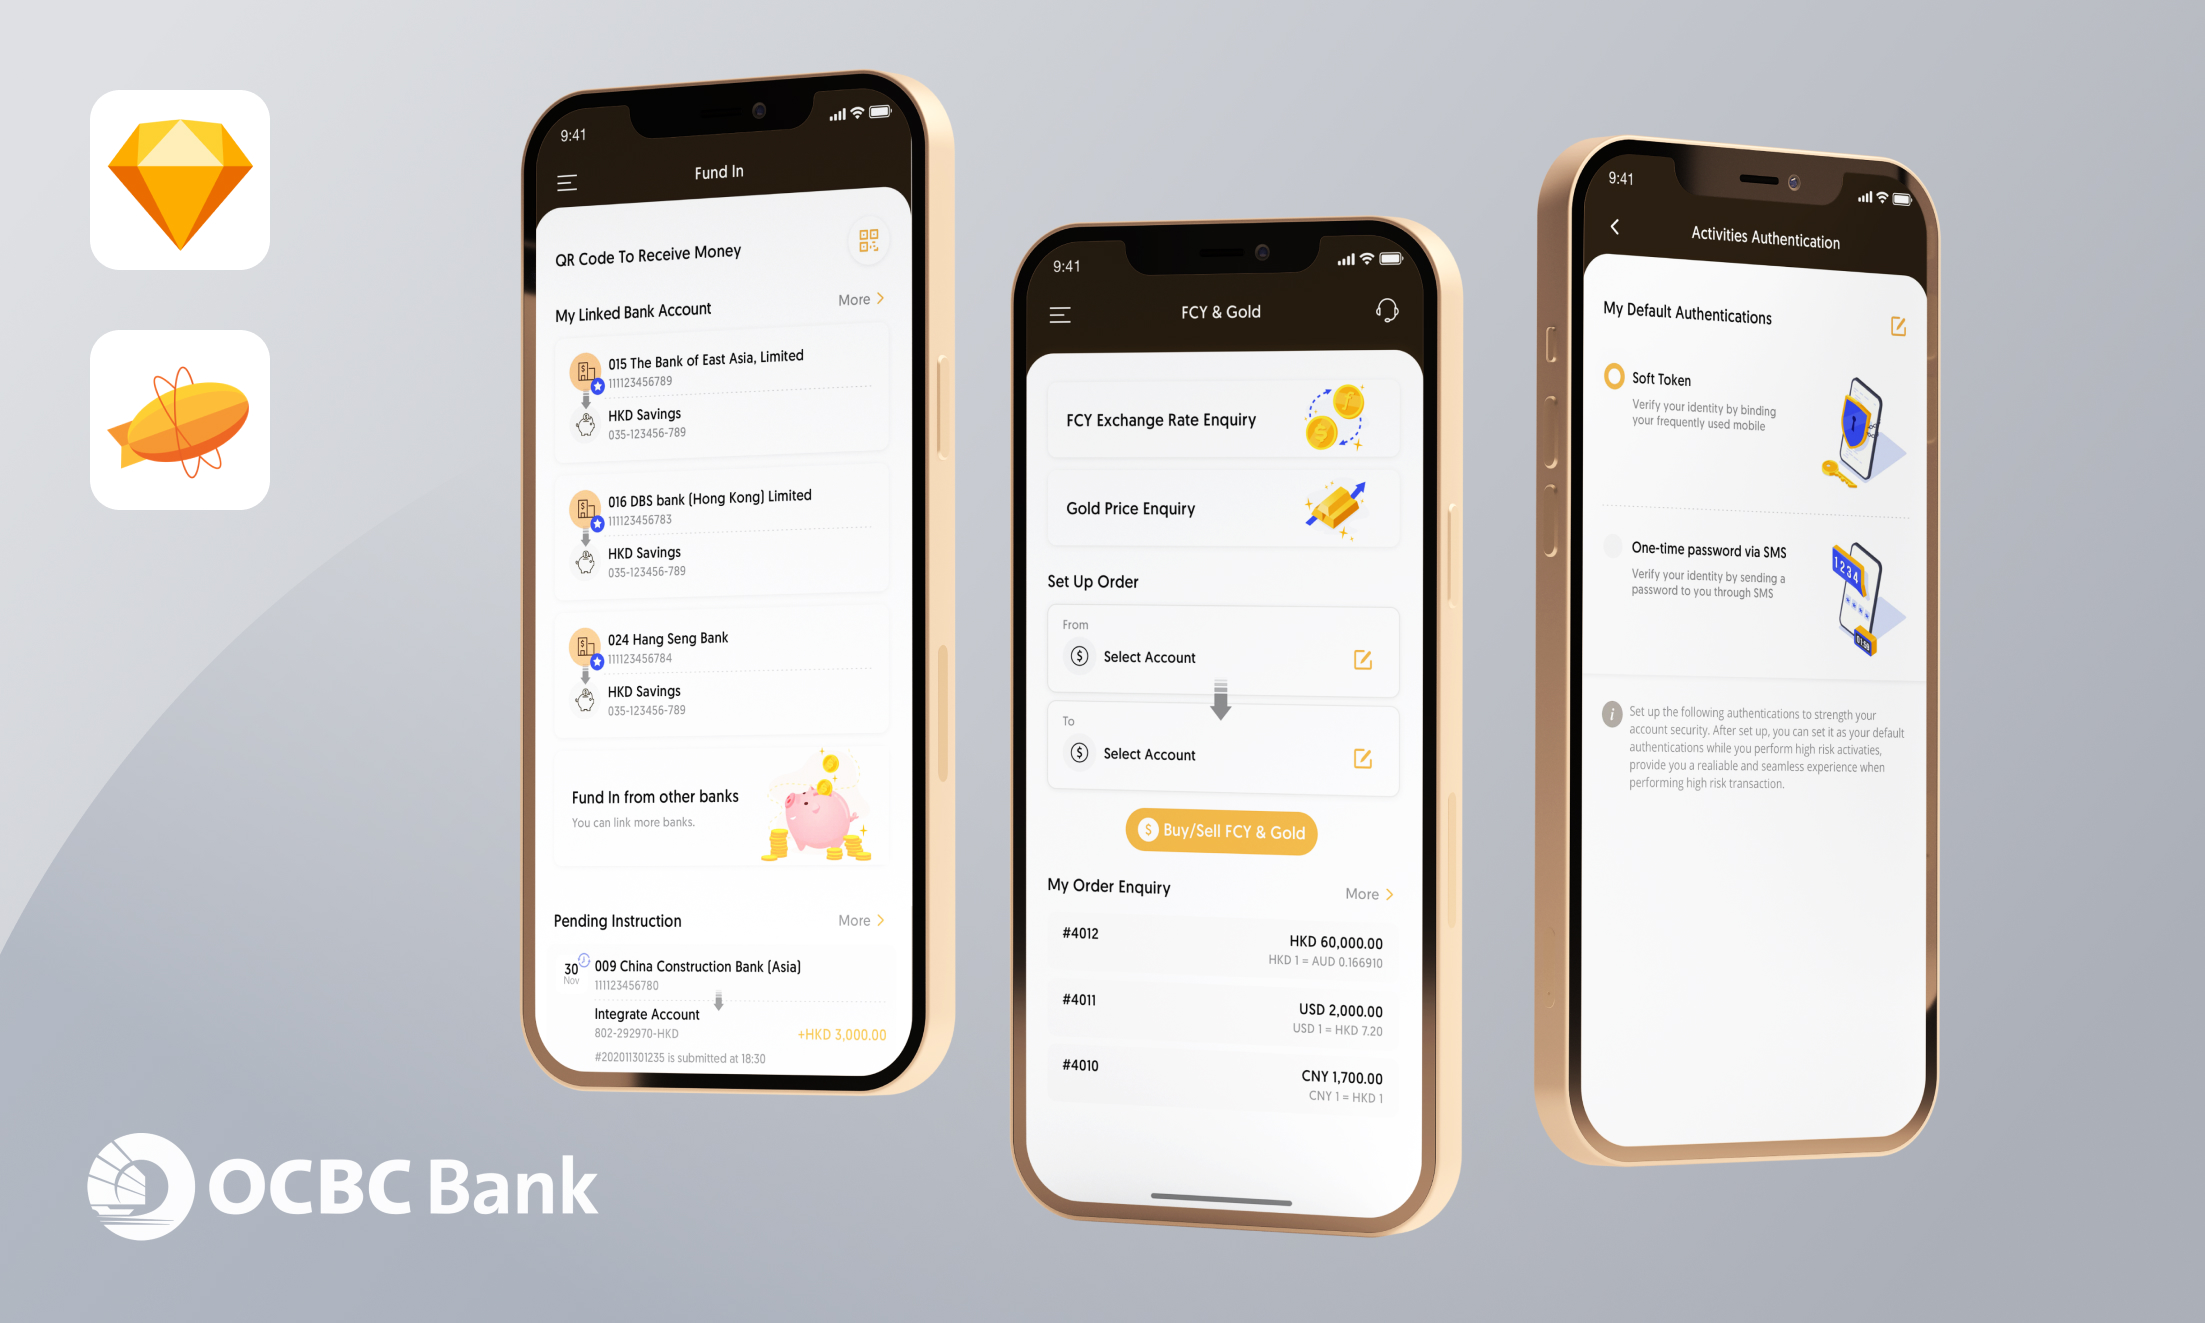 9:41
Fund In
QR Code To Receive Money
My Linked Bank Account
More
015 The Bank of East Asia, Limited
111123456789
HKD Savings
035-123456-789
016 DBS bank (Hong Kong) Limited
111123456783
HKD Savings
035-123456-789
024 Hang Seng Bank
111123456784
HKD Savings
035-123456-789
Fund In from other banks
You can link more banks.
Pending Instruction
More
30
Nov
009 China Construction Bank (Asia)
111123456780
Integrate Account
802-292970-HKD
+HKD 3,000.00
#202011301235 is submitted at 18:30
9:41
FCY & Gold
FCY Exchange Rate Enquiry
Gold Price Enquiry
Set Up Order
From
Select Account
To
Select Account
Buy/Sell FCY & Gold
My Order Enquiry
More
#4012
HKD 60,000.00
HKD 1 = AUD 0.166910
#4011
USD 2,000.00
USD 1 = HKD 7.20
#4010
CNY 1,700.00
CNY 1 = HKD 1
9:41
Activities Authentication
My Default Authentications
Soft Token
Verify your identity by binding
your frequently used mobile
One-time password via SMS
Verify your identity by sending a
password to you through SMS
1234
Set up the following authentications to strength your
account security. After set up, you can set it as your default
authentications while you perform high risk activaties,
provide you a realiable and seamless experience when
performing high risk transaction.
OCBC Bank